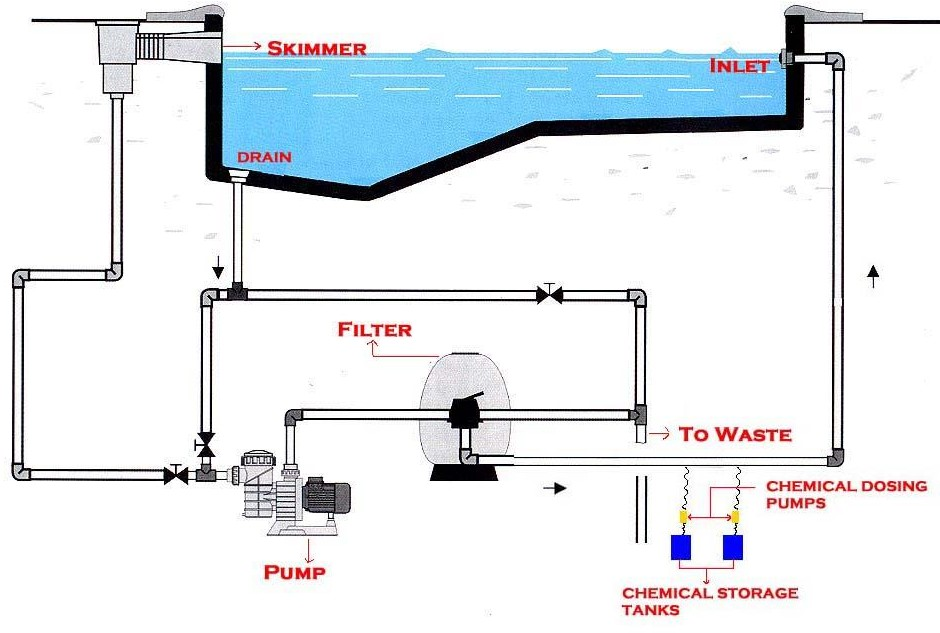 SKIMMER
INLET
DRAIN
FILTER
TO WASTE
CHEMICAL DOSING
PUMPS
PUMP
CHEMICAL STORAGE
TANKS